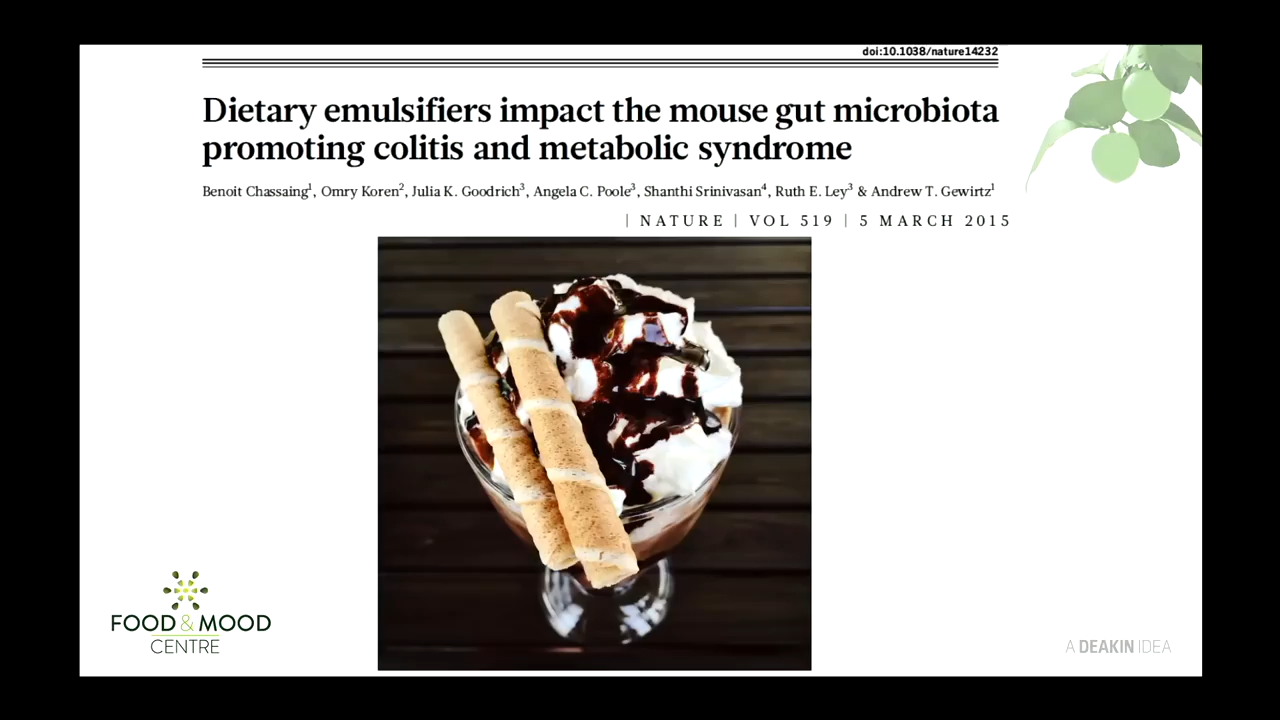 doi:10.1038/nature14232
Dietary emulsifiers impact the mouse gut microbiota
promoting colitis and metabolic syndrome
Benoit Chassaing1, Omry Koren2, Julia K. Goodrich3, Angela C. Poole3, Shanthi Srinivasan4, Ruth E. Ley3 & Andrew T. Gewirtz1
| NATURE | VOL 519 | 5 MARCH 2015
FOOD & MOOD
CENTRE
A DEAKIN IDEA